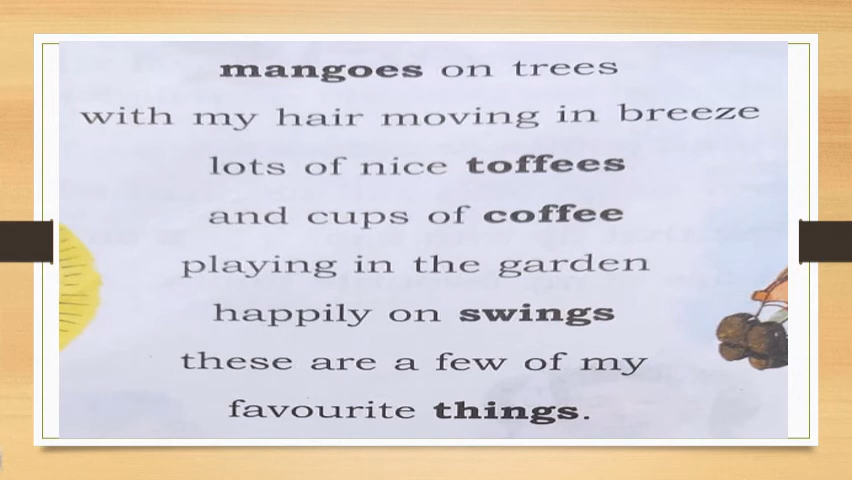 mangoes on trees
with my hair moving in breeze
lots of nice toffees
and cups of coffee
playing in the garden
happily on swings
these are a few of my
favourite things.